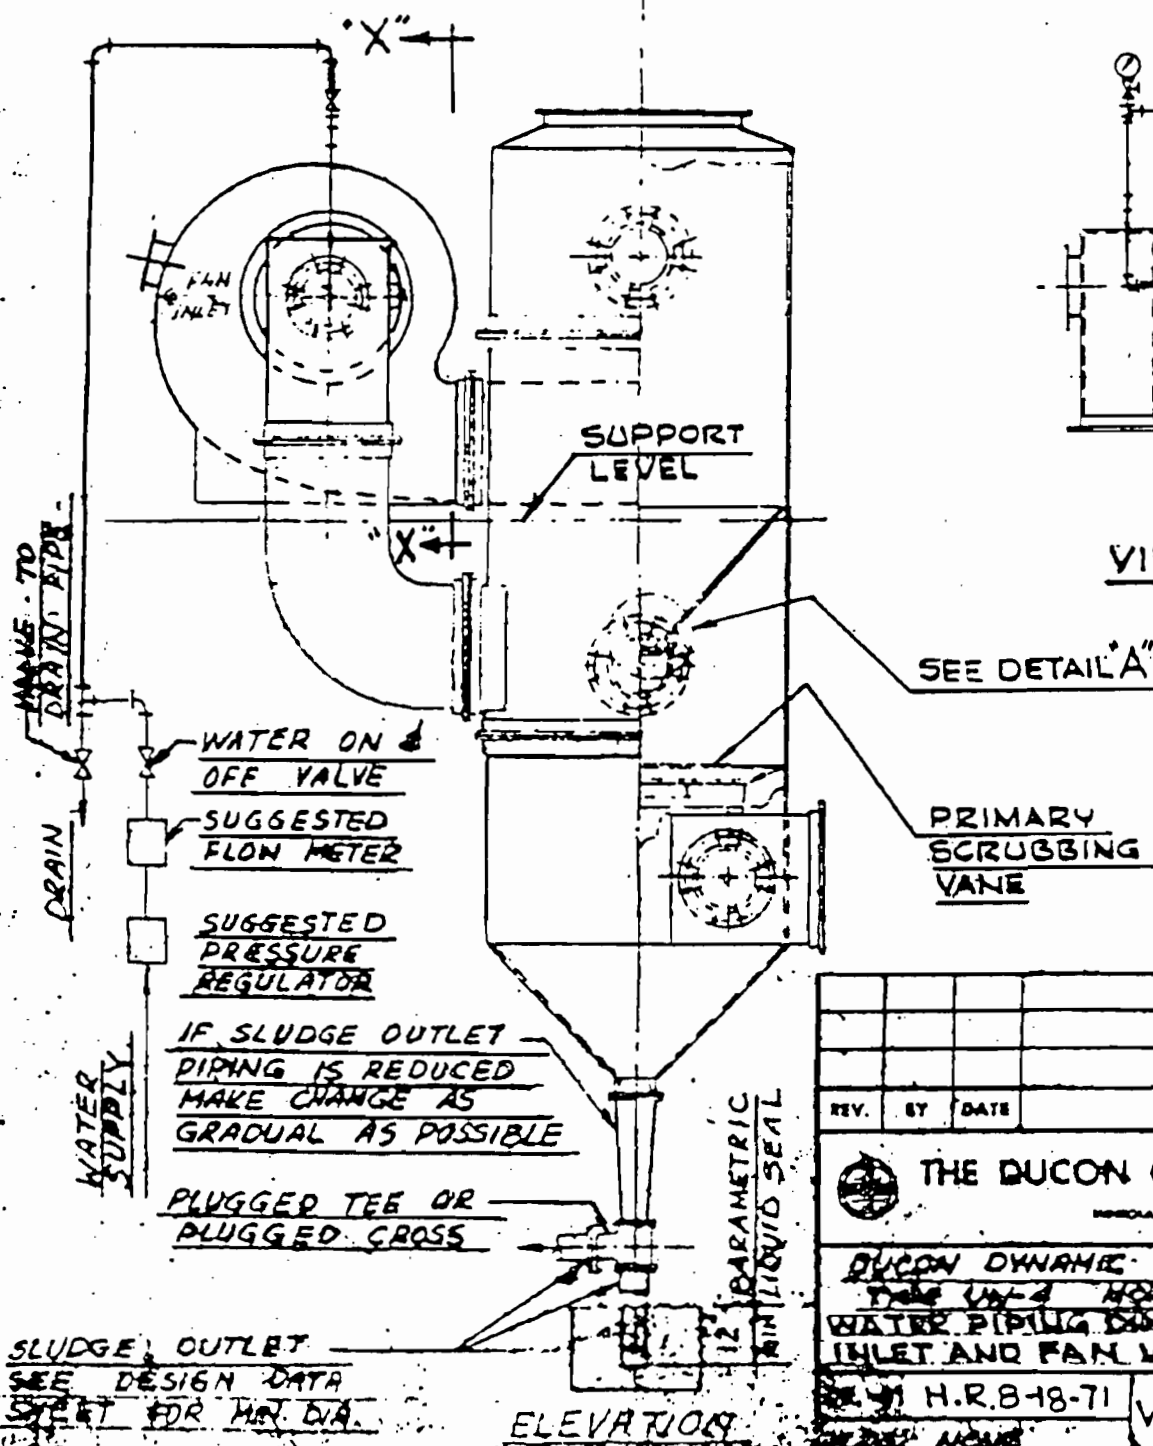 "X"
FAN
INLET
SUPPORT
LEVEL
"X"
TO
DRAIN PIPE
SEE DETAIL "A"
WATER ON &
OFF VALVE
SUGGESTED
FLOW METER
DRAIN
PRIMARY
SCRUBBING
VANE
SUGGESTED
PRESSURE
REGULATOR
IF SLUDGE OUTLET
PIPING IS REDUCED
MAKE CHANGE AS
GRADUAL AS POSSIBLE
WATER
SUPPLY
REV. BY DATE
THE DUCON
PLUGGED TEE OR
PLUGGED CROSS
BARAMETRIC
LIQUID SEAL
12"
MIN
DUCON DYNAMIC
WATER PIPING
INLET AND FAN
H.R. 8-18-71
SLUDGE OUTLET
SEE DESIGN DATA
SHEET FOR MIN. DIA.
ELEVATION